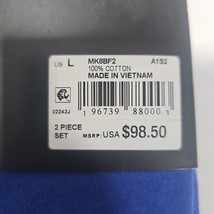 US L MK8BF2 A1S2
100% COTTON
MADE IN VIETNAM
02242J
1 96739 88000
2 PIECE SET MSRP: USA $98.50